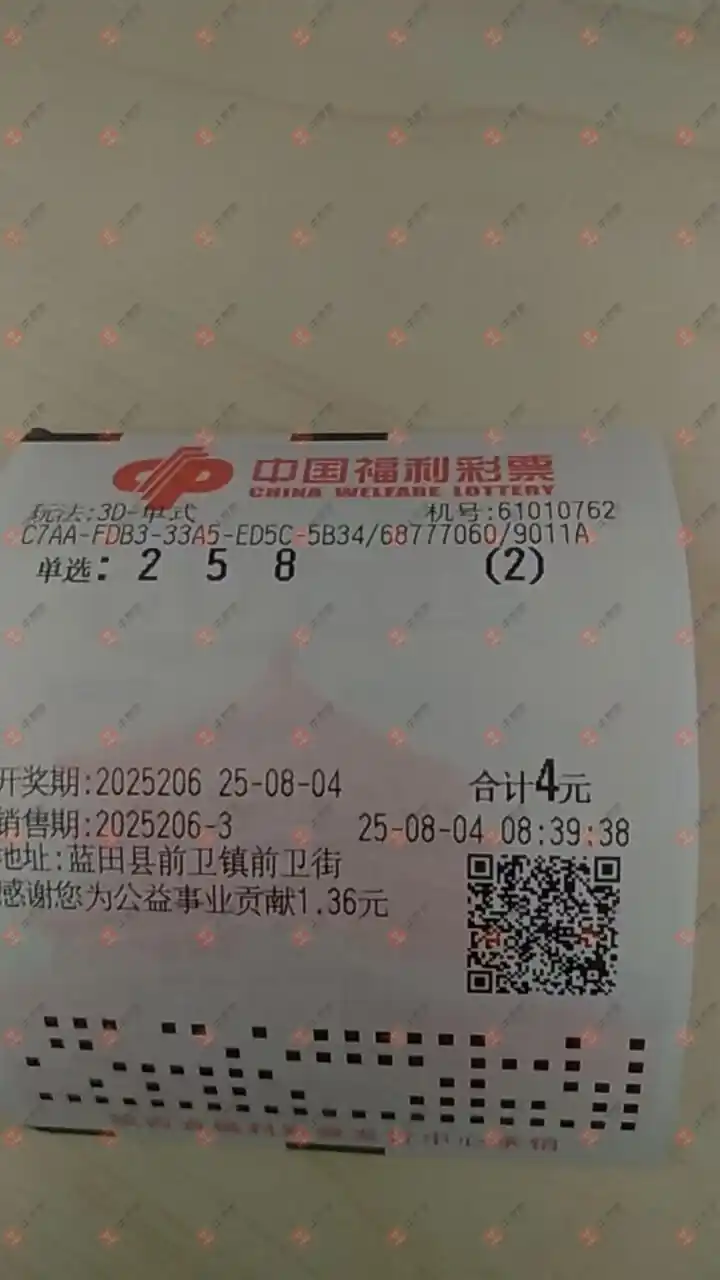 中国福利彩票
CHINA WELFARE LOTTERY
玩法:3D-单式 机号:61010762
C7AA-FDB3-33A5-ED5C-5B34/68777060/9011A
单选: 2 5 8 (2)
开奖期:2025206 25-08-04 合计4元
销售期:2025206-3 25-08-04 08:39:38
地址:蓝田县前卫镇前卫街
感谢您为公益事业贡献1.36元